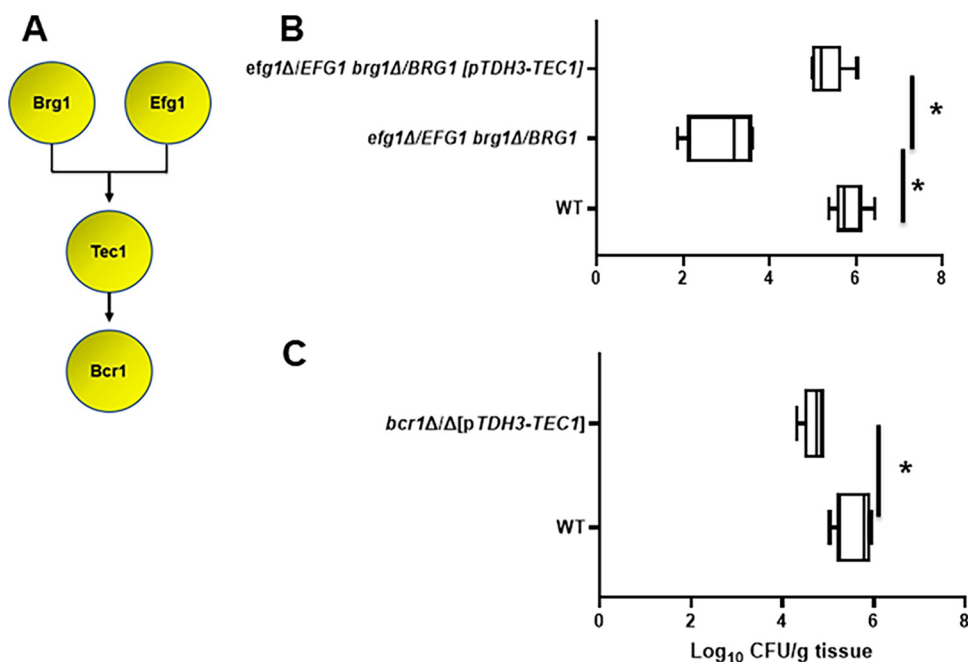 A
Brg1
Efg1
Tec1
Bcr1
B
efg1Δ/EFG1 brg1Δ/BRG1 [pTDH3-TEC1]
efg1Δ/EFG1 brg1Δ/BRG1
WT
*
*
0 2 4 6 8
C
bcr1Δ/Δ[pTDH3-TEC1]
WT
*
0 2 4 6 8
Log10 CFU/g tissue